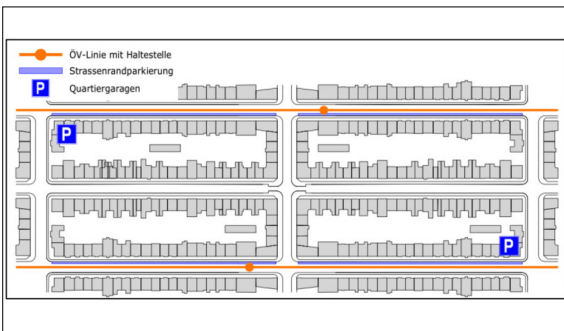 ÖV-Linie mit Haltestelle
Strassenrandparkierung
P Quartiergaragen
P
P